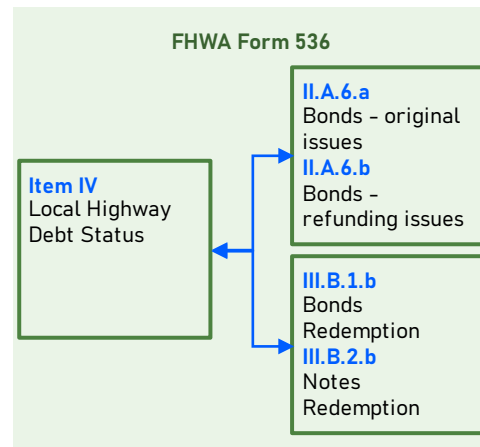 FHWA Form 536
Item IV
Local Highway
Debt Status
II.A.6.a
Bonds - original
issues
II.A.6.b
Bonds -
refunding issues
III.B.1.b
Bonds
Redemption
III.B.2.b
Notes
Redemption